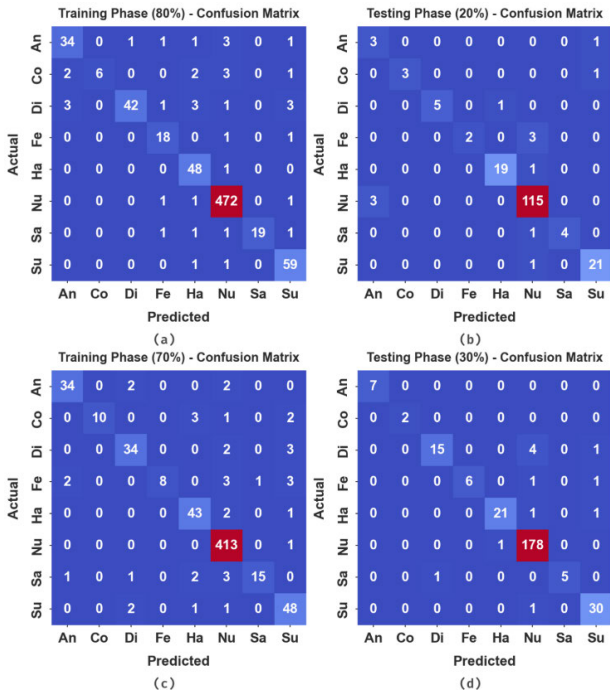 Training Phase (80%) - Confusion Matrix
Actual
An 34 0 1 1 1 3 0 1
Co 2 6 0 0 2 3 0 1
Di 3 0 42 1 3 1 0 3
Fe 0 0 0 18 0 1 0 1
Ha 0 0 0 0 48 1 0 0
Nu 0 0 0 1 1 472 0 1
Sa 0 0 0 1 1 1 19 1
Su 0 0 0 0 1 1 0 59
An Co Di Fe Ha Nu Sa Su
Predicted
(a)
Testing Phase (20%) - Confusion Matrix
An 3 0 0 0 0 0 0 1
Co 0 3 0 0 0 0 0 1
Di 0 0 5 0 1 0 0 0
Fe 0 0 0 2 0 3 0 0
Ha 0 0 0 0 19 1 0 0
Nu 3 0 0 0 0 115 0 0
Sa 0 0 0 0 0 1 4 0
Su 0 0 0 0 0 1 0 21
An Co Di Fe Ha Nu Sa Su
Predicted
(b)
Training Phase (70%) - Confusion Matrix
Actual
An 34 0 2 0 0 2 0 0
Co 0 10 0 0 3 1 0 2
Di 0 0 34 0 0 2 0 3
Fe 2 0 0 8 0 3 1 3
Ha 0 0 0 0 43 2 0 0
Nu 0 0 0 0 0 413 0 1
Sa 1 0 1 0 2 3 15 0
Su 0 0 2 0 1 1 0 48
An Co Di Fe Ha Nu Sa Su
Predicted
(c)
Testing Phase (30%) - Confusion Matrix
Actual
An 7 0 0 0 0 0 0 0
Co 0 2 0 0 0 0 0 0
Di 0 0 15 0 0 4 0 1
Fe 0 0 0 6 0 1 0 1
Ha 0 0 0 0 21 1 0 1
Nu 0 0 0 0 1 178 0 0
Sa 0 0 1 0 0 0 5 0
Su 0 0 0 0 0 1 0 30
An Co Di Fe Ha Nu Sa Su
Predicted
(d)